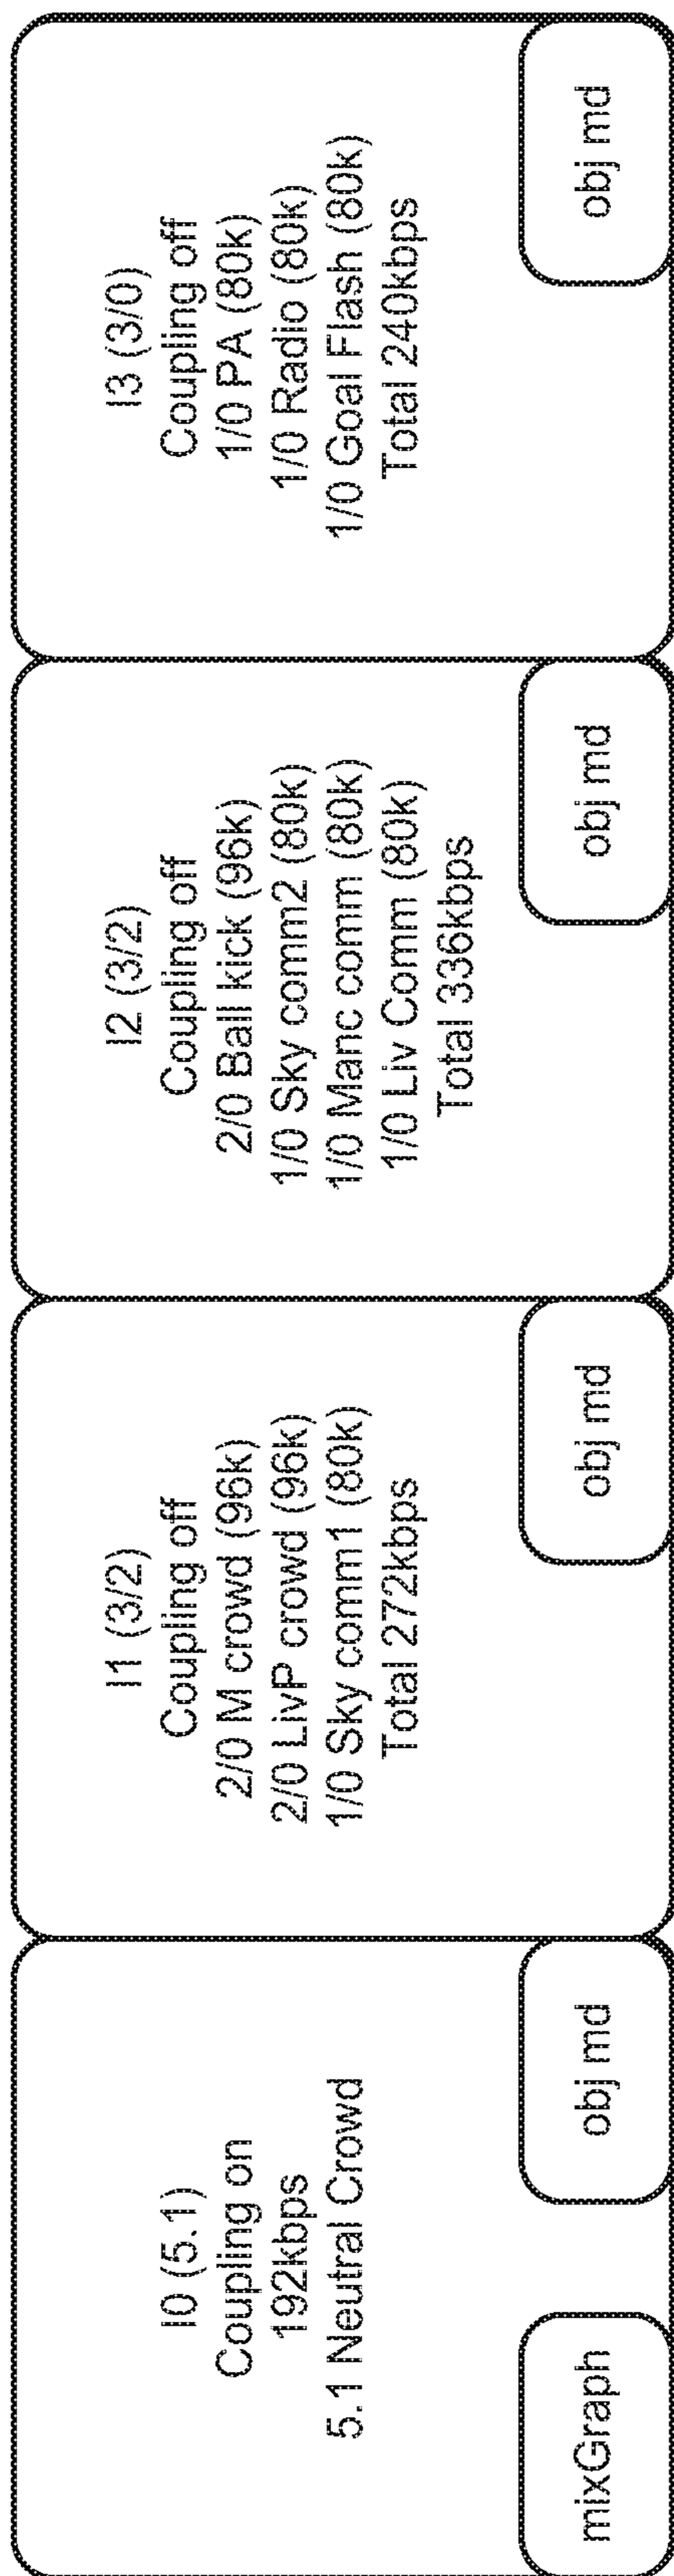 I0 (5.1)
Coupling on
192kbps
5.1 Neutral Crowd
mixGraph
obj md
I1 (3/2)
Coupling off
2/0 M crowd (96k)
2/0 LivP crowd (96k)
1/0 Sky comm1 (80k)
Total 272kbps
obj md
I2 (3/2)
Coupling off
2/0 Ball kick (96k)
1/0 Sky comm2 (80k)
1/0 Manc comm (80k)
1/0 Liv Comm (80k)
Total 336kbps
obj md
I3 (3/0)
Coupling off
1/0 PA (80k)
1/0 Radio (80k)
1/0 Goal Flash (80k)
Total 240kbps
obj md